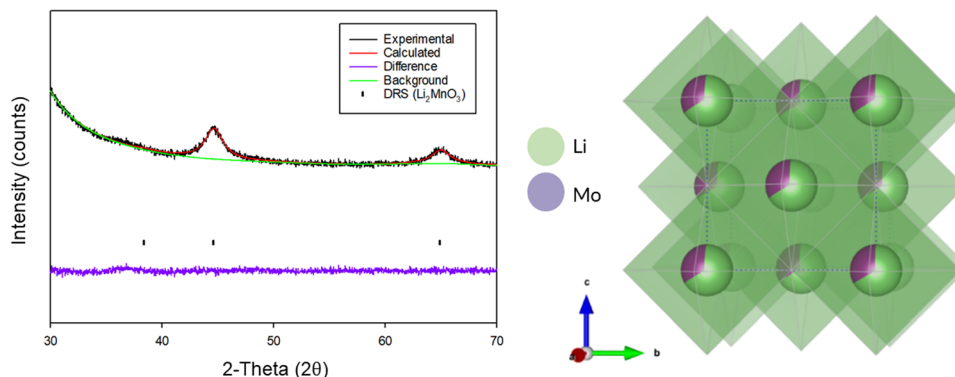 Experimental
Calculated
Difference
Background
DRS (Li₂MnO₃)
Intensity (counts)
30
40
50
60
70
2-Theta (2θ)
Li
Mo
c
a
b